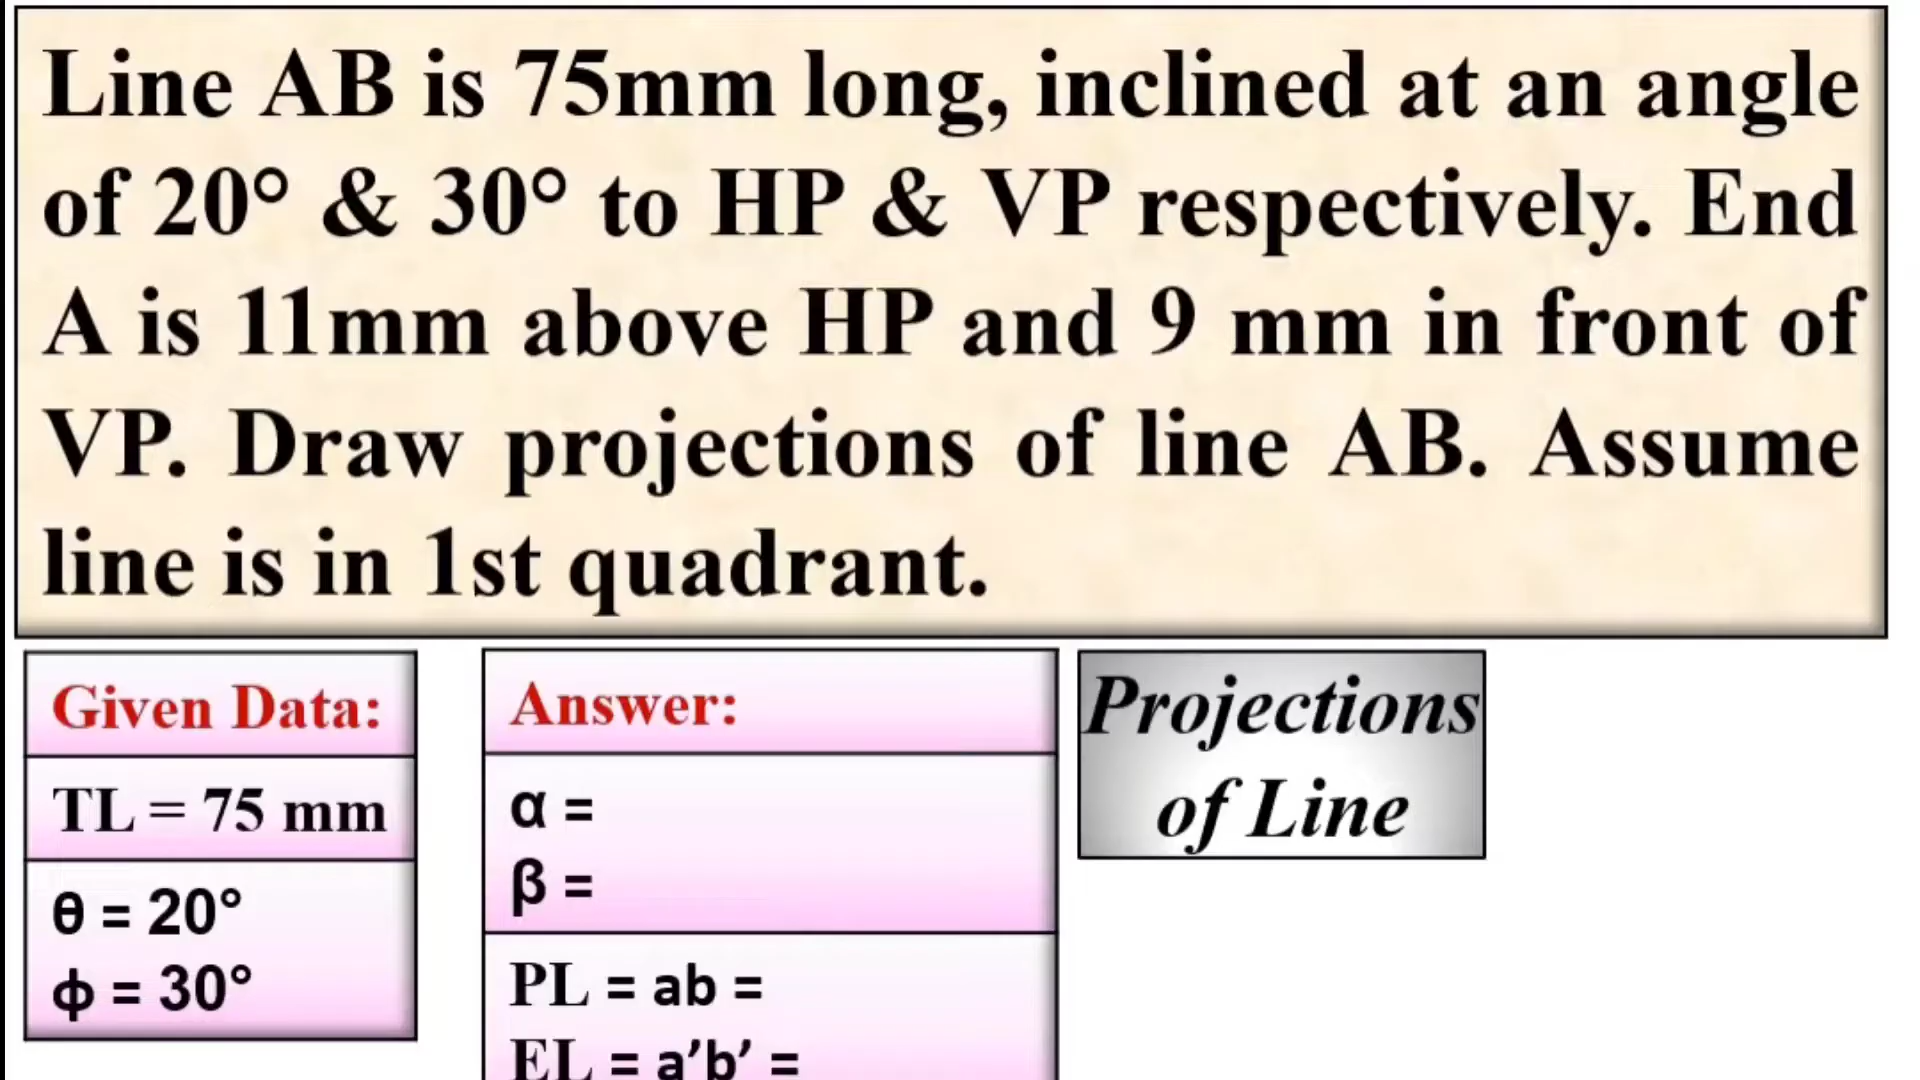 Line AB is 75mm long, inclined at an angle
of 20° & 30° to HP & VP respectively. End
A is 11mm above HP and 9 mm in front of
VP. Draw projections of line AB. Assume
line is in 1st quadrant.
Given Data:
TL = 75 mm
θ = 20°
ϕ = 30°
Answer:
α =
β =
PL = ab =
EL = a’b’ =
Projections
of Line